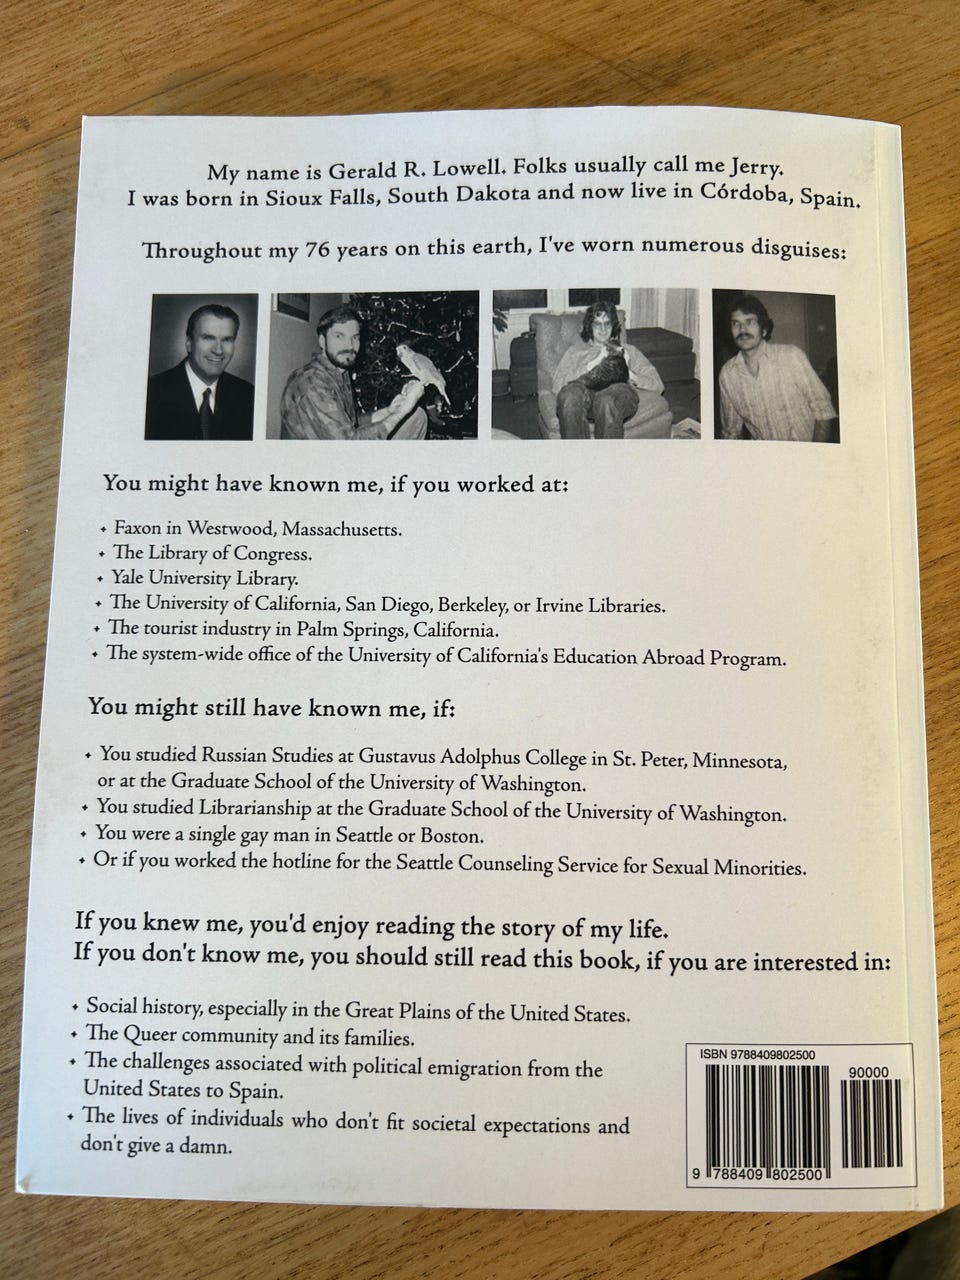 My name is Gerald R. Lowell. Folks usually call me Jerry.
I was born in Sioux Falls, South Dakota and now live in Córdoba, Spain.
Throughout my 76 years on this earth, I've worn numerous disguises:
You might have known me, if you worked at:
✦ Faxon in Westwood, Massachusetts.
✦ The Library of Congress.
✦ Yale University Library.
✦ The University of California, San Diego, Berkeley, or Irvine Libraries.
✦ The tourist industry in Palm Springs, California.
✦ The system-wide office of the University of California's Education Abroad Program.
You might still have known me, if:
✦ You studied Russian Studies at Gustavus Adolphus College in St. Peter, Minnesota,
or at the Graduate School of the University of Washington.
✦ You studied Librarianship at the Graduate School of the University of Washington.
✦ You were a single gay man in Seattle or Boston.
✦ Or if you worked the hotline for the Seattle Counseling Service for Sexual Minorities.
If you knew me, you'd enjoy reading the story of my life.
If you don't know me, you should still read this book, if you are interested in:
✦ Social history, especially in the Great Plains of the United States.
✦ The Queer community and its families.
✦ The challenges associated with political emigration from the
United States to Spain.
✦ The lives of individuals who don't fit societal expectations and
don't give a damn.
ISBN 9788409802500
90000
9 788409 802500